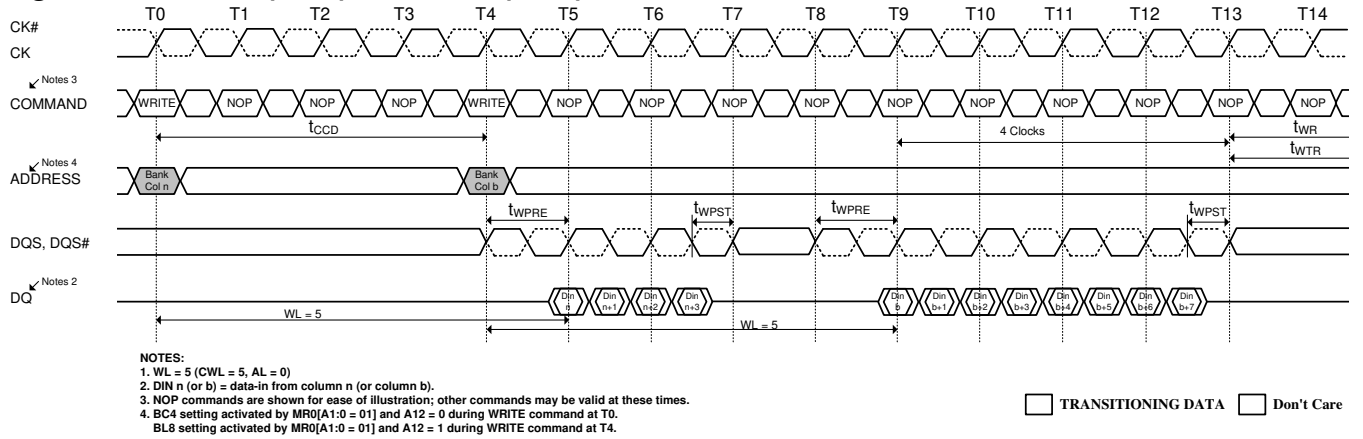 T0 T1 T2 T3 T4 T5 T6 T7 T8 T9 T10 T11 T12 T13 T14
CK#
CK
Notes 3
COMMAND
WRITE NOP NOP NOP WRITE NOP NOP NOP NOP NOP NOP NOP NOP NOP NOP
tCCD
4 Clocks
tWR
tWTR
Notes 4
ADDRESS
Bank Col n
Bank Col b
tWPRE
tWPST
tWPRE
tWPST
DQS, DQS#
Notes 2
DQ
Din n
Din n+1
Din n+2
Din n+3
Din b
Din b+1
Din b+2
Din b+3
Din b+4
Din b+5
Din b+6
Din b+7
WL = 5
WL = 5
NOTES:
1. WL = 5 (CWL = 5, AL = 0)
2. DIN n (or b) = data-in from column n (or column b).
3. NOP commands are shown for ease of illustration; other commands may be valid at these times.
4. BC4 setting activated by MR0[A1:0 = 01] and A12 = 0 during WRITE command at T0.
BL8 setting activated by MR0[A1:0 = 01] and A12 = 1 during WRITE command at T4.
TRANSITIONING DATA
Don't Care